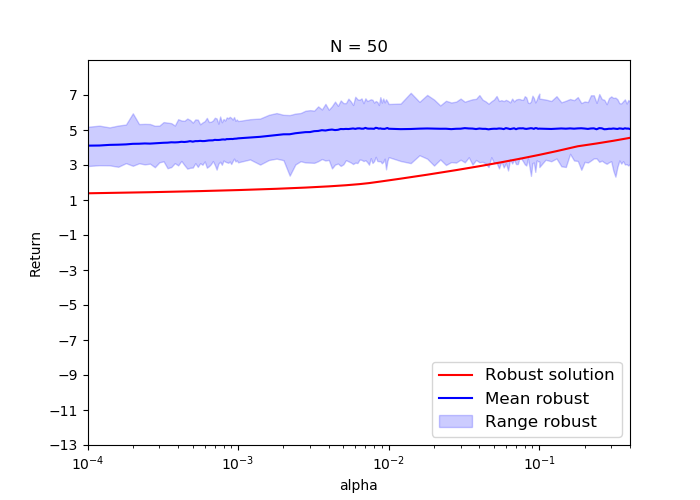 N = 50
Return
7
5
3
1
−1
−3
−5
−7
−9
−11
−13
10⁻⁴
10⁻³
10⁻²
10⁻¹
alpha
Robust solution
Mean robust
Range robust